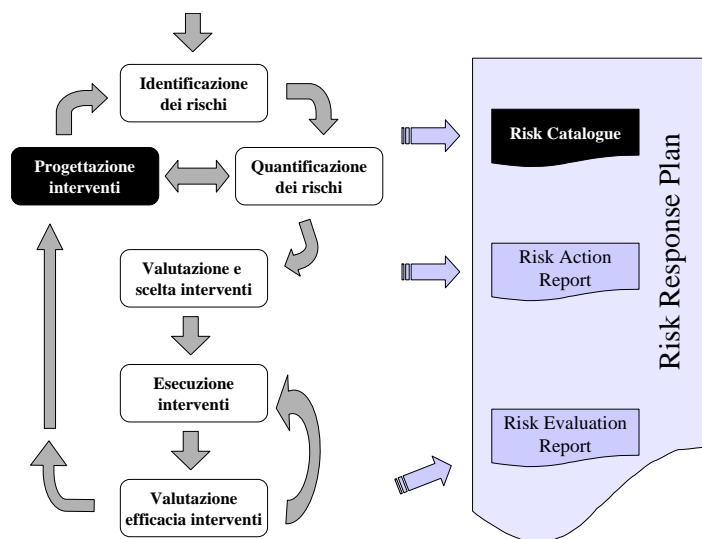 Identificazione
dei rischi
Progettazione
interventi
Quantificazione
dei rischi
Valutazione e
scelta interventi
Esecuzione
interventi
Valutazione
efficacia interventi
Risk Catalogue
Risk Action
Report
Risk Evaluation
Report
Risk Response Plan